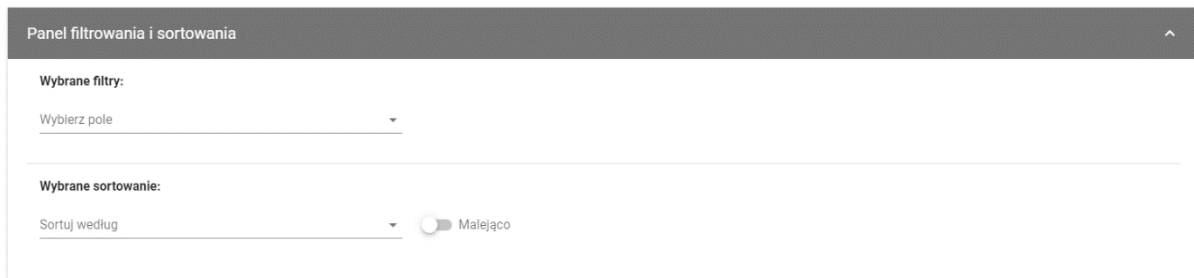 Panel filtrowania i sortowania
Wybrane filtry:
Wybierz pole
Wybrane sortowanie:
Sortuj według
Malejąco